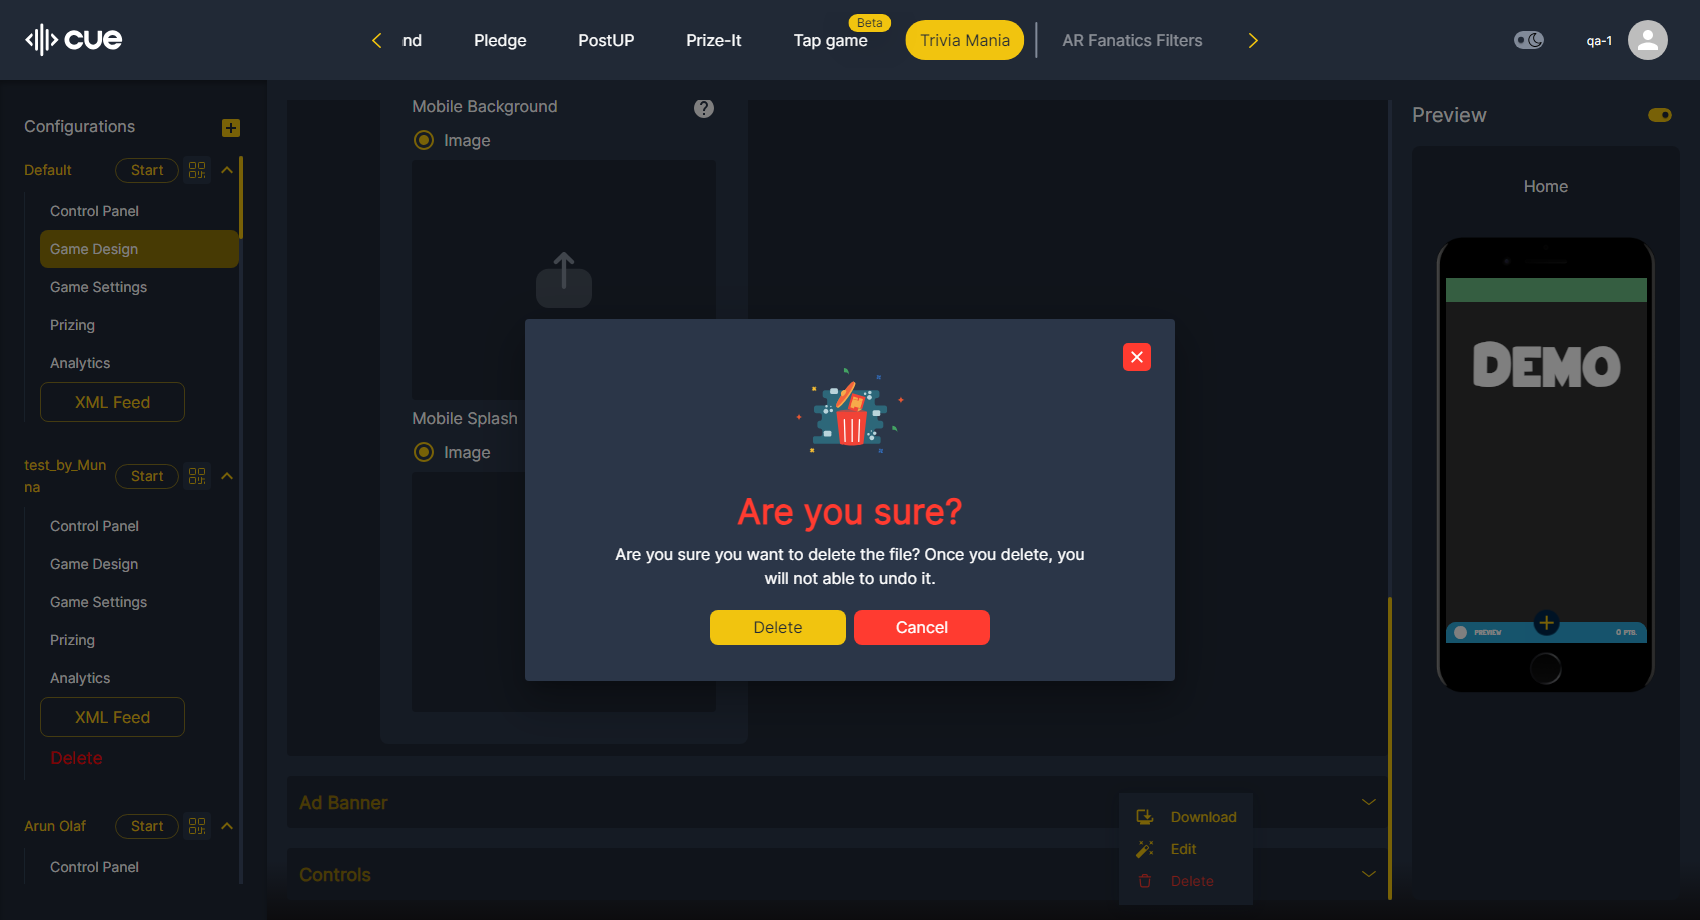 cue
nd
Pledge
PostUP
Prize-It
Tap game
Beta
Trivia Mania
AR Fanatics Filters
qa-1
Configurations
Default
Start
Control Panel
Game Design
Game Settings
Prizing
Analytics
XML Feed
test_by_Mun
na
Start
Control Panel
Game Design
Game Settings
Prizing
Analytics
XML Feed
Delete
Arun Olaf
Start
Control Panel
Mobile Background
?
Image
Mobile Splash
Image
Are you sure?
Are you sure you want to delete the file? Once you delete, you
will not able to undo it.
Delete
Cancel
Ad Banner
Controls
Download
Edit
Delete
Preview
Home
DEMO
PREVIEW
0 PTS.